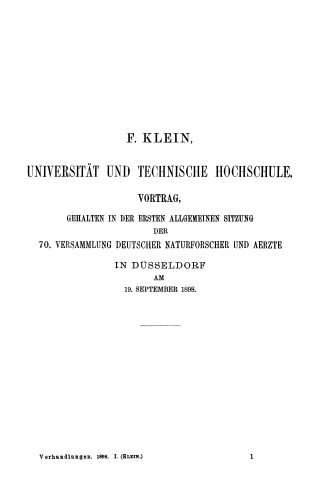 F. KLEIN,
UNIVERSITÄT UND TECHNISCHE HOCHSCHULE.
VORTRAG,
GEHALTEN IN DER ERSTEN ALLGEMEINEN SITZUNG
DER
70. VERSAMMLUNG DEUTSCHER NATURFORSCHER UND AERZTE
IN DÜSSELDORF
AM
19. SEPTEMBER 1898.
Verhandlungen. 1898. I. (KLEIN.) 1